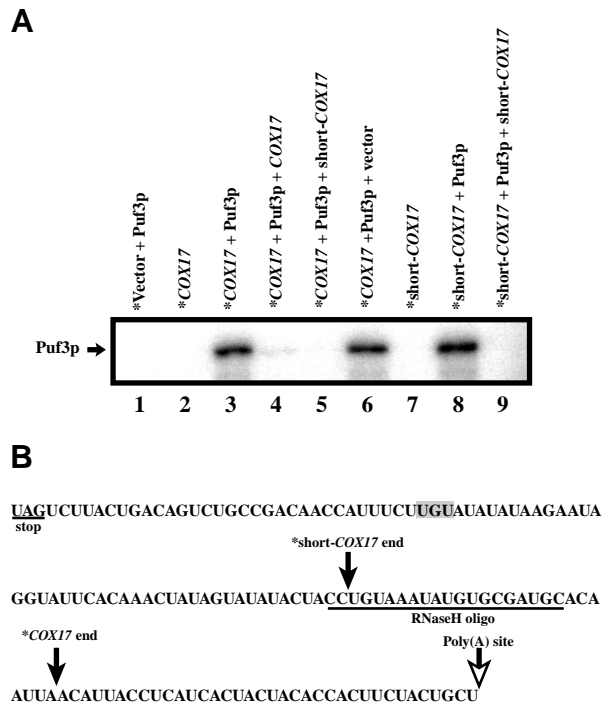 A
*Vector + Puf3p
*COX17
*COX17 + Puf3p
*COX17 + Puf3p + COX17
*COX17 + Puf3p + short-COX17
*COX17 +Puf3p + vector
*short-COX17
*short-COX17 + Puf3p
*short-COX17 + Puf3p + short-COX17
Puf3p
1 2 3 4 5 6 7 8 9
B
UAGUCUUACUGACAGUCUGCCGACAACCAUUUCUUUGUAUAUAUAAGAAUA
stop
*short-COX17 end
GGUAUUCACAAACUAUAGUAUAUACUACCUGUAAAUAUGUGCGAUGCACA
RNaseH oligo
*COX17 end
Poly(A) site
AUUAACAUUACCUCAUCACUACUACACCACUUCUACUGCU